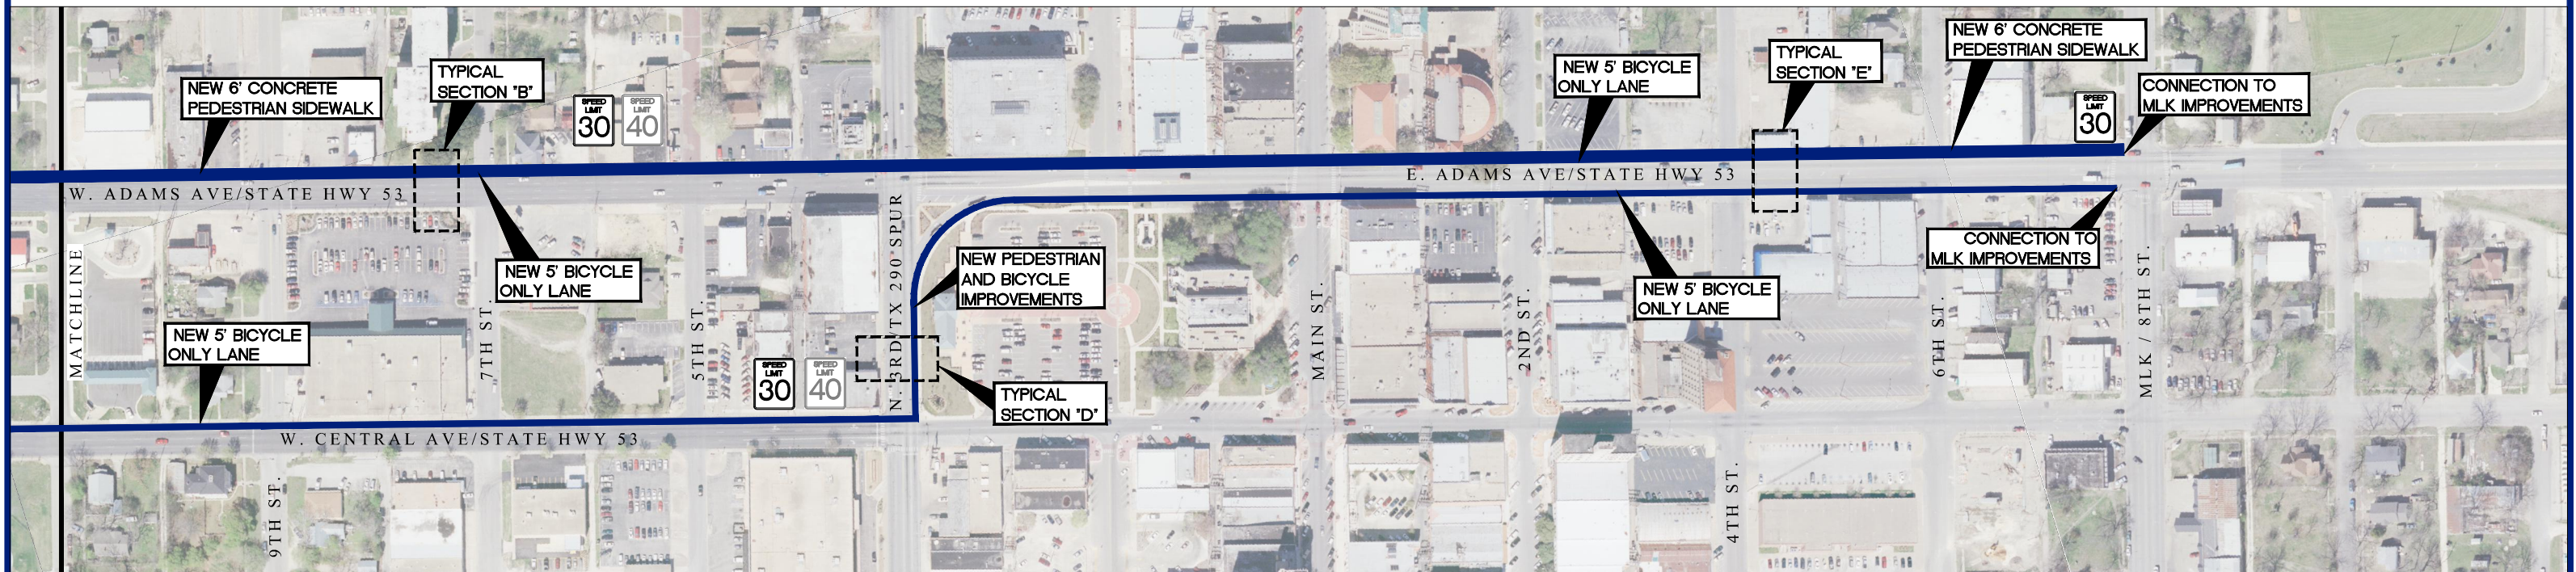 NEW 6' CONCRETE
PEDESTRIAN SIDEWALK
TYPICAL
SECTION "B"
SPEED
LIMIT
30
SPEED
LIMIT
40
NEW 5' BICYCLE
ONLY LANE
TYPICAL
SECTION "E"
NEW 6' CONCRETE
PEDESTRIAN SIDEWALK
SPEED
LIMIT
30
CONNECTION TO
MLK IMPROVEMENTS
W. ADAMS AVE/STATE HWY 53
E. ADAMS AVE/STATE HWY 53
MATCHLINE
NEW 5' BICYCLE
ONLY LANE
7TH ST.
NEW 5' BICYCLE
ONLY LANE
5TH ST.
SPEED
LIMIT
30
SPEED
LIMIT
40
N. 3RD/TX 290 SPUR
NEW PEDESTRIAN
AND BICYCLE
IMPROVEMENTS
TYPICAL
SECTION "D"
MAIN ST.
2ND ST.
NEW 5' BICYCLE
ONLY LANE
CONNECTION TO
MLK IMPROVEMENTS
6TH ST.
MLK / 8TH ST.
W. CENTRAL AVE/STATE HWY 53
9TH ST.
4TH ST.